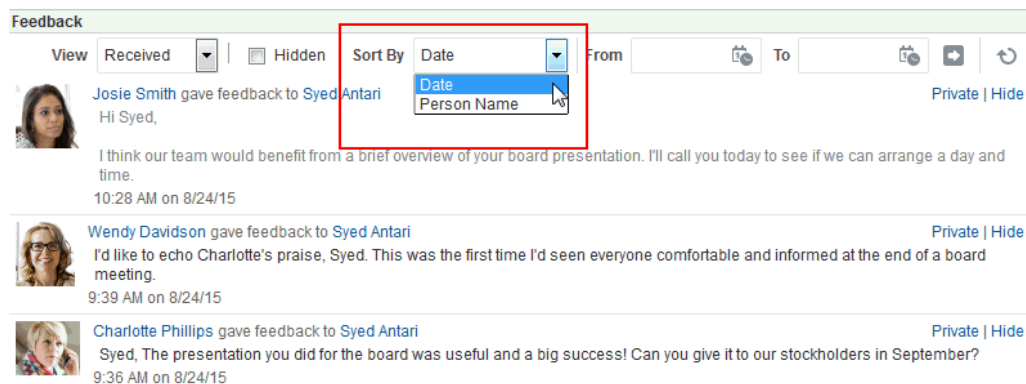 Feedback
View Received Hidden Sort By Date From To
Date
Person Name
Josie Smith gave feedback to Syed Antari Private | Hide
Hi Syed,
I think our team would benefit from a brief overview of your board presentation. I'll call you today to see if we can arrange a day and
time.
10:28 AM on 8/24/15
Wendy Davidson gave feedback to Syed Antari Private | Hide
I'd like to echo Charlotte's praise, Syed. This was the first time I'd seen everyone comfortable and informed at the end of a board
meeting.
9:39 AM on 8/24/15
Charlotte Phillips gave feedback to Syed Antari Private | Hide
Syed, The presentation you did for the board was useful and a big success! Can you give it to our stockholders in September?
9:36 AM on 8/24/15